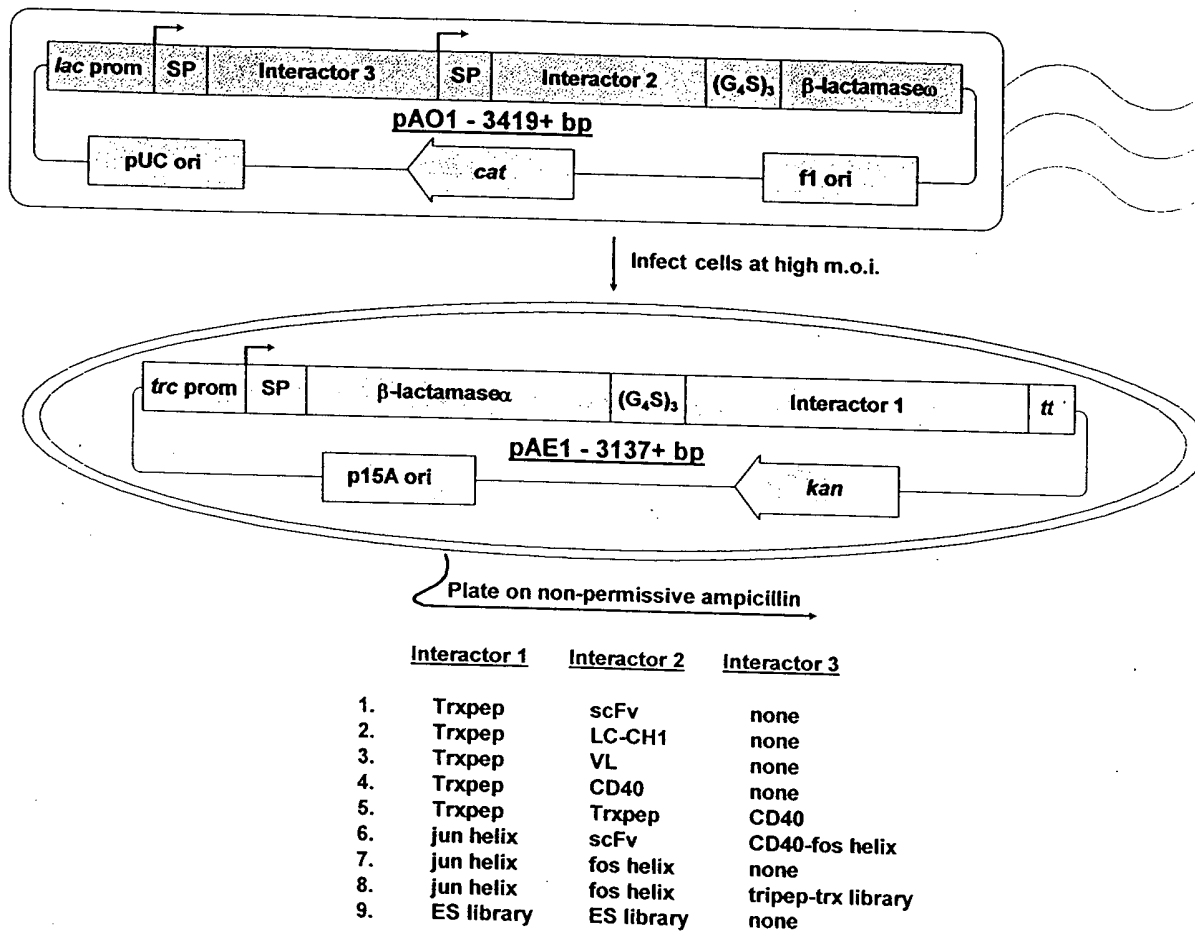 lac prom SP Interactor 3 SP Interactor 2 (G₄S)₃ β-lactamaseω
pAO1 - 3419+ bp
pUC ori cat f1 ori
Infect cells at high m.o.i.
trc prom SP β-lactamaseα (G₄S)₃ Interactor 1 tt
pAE1 - 3137+ bp
p15A ori kan
Plate on non-permissive ampicillin
Interactor 1 Interactor 2 Interactor 3
1. Trxpep scFv none
2. Trxpep LC-CH1 none
3. Trxpep VL none
4. Trxpep CD40 none
5. Trxpep Trxpep CD40
6. jun helix scFv CD40-fos helix
7. jun helix fos helix none
8. jun helix fos helix tripep-trx library
9. ES library ES library none